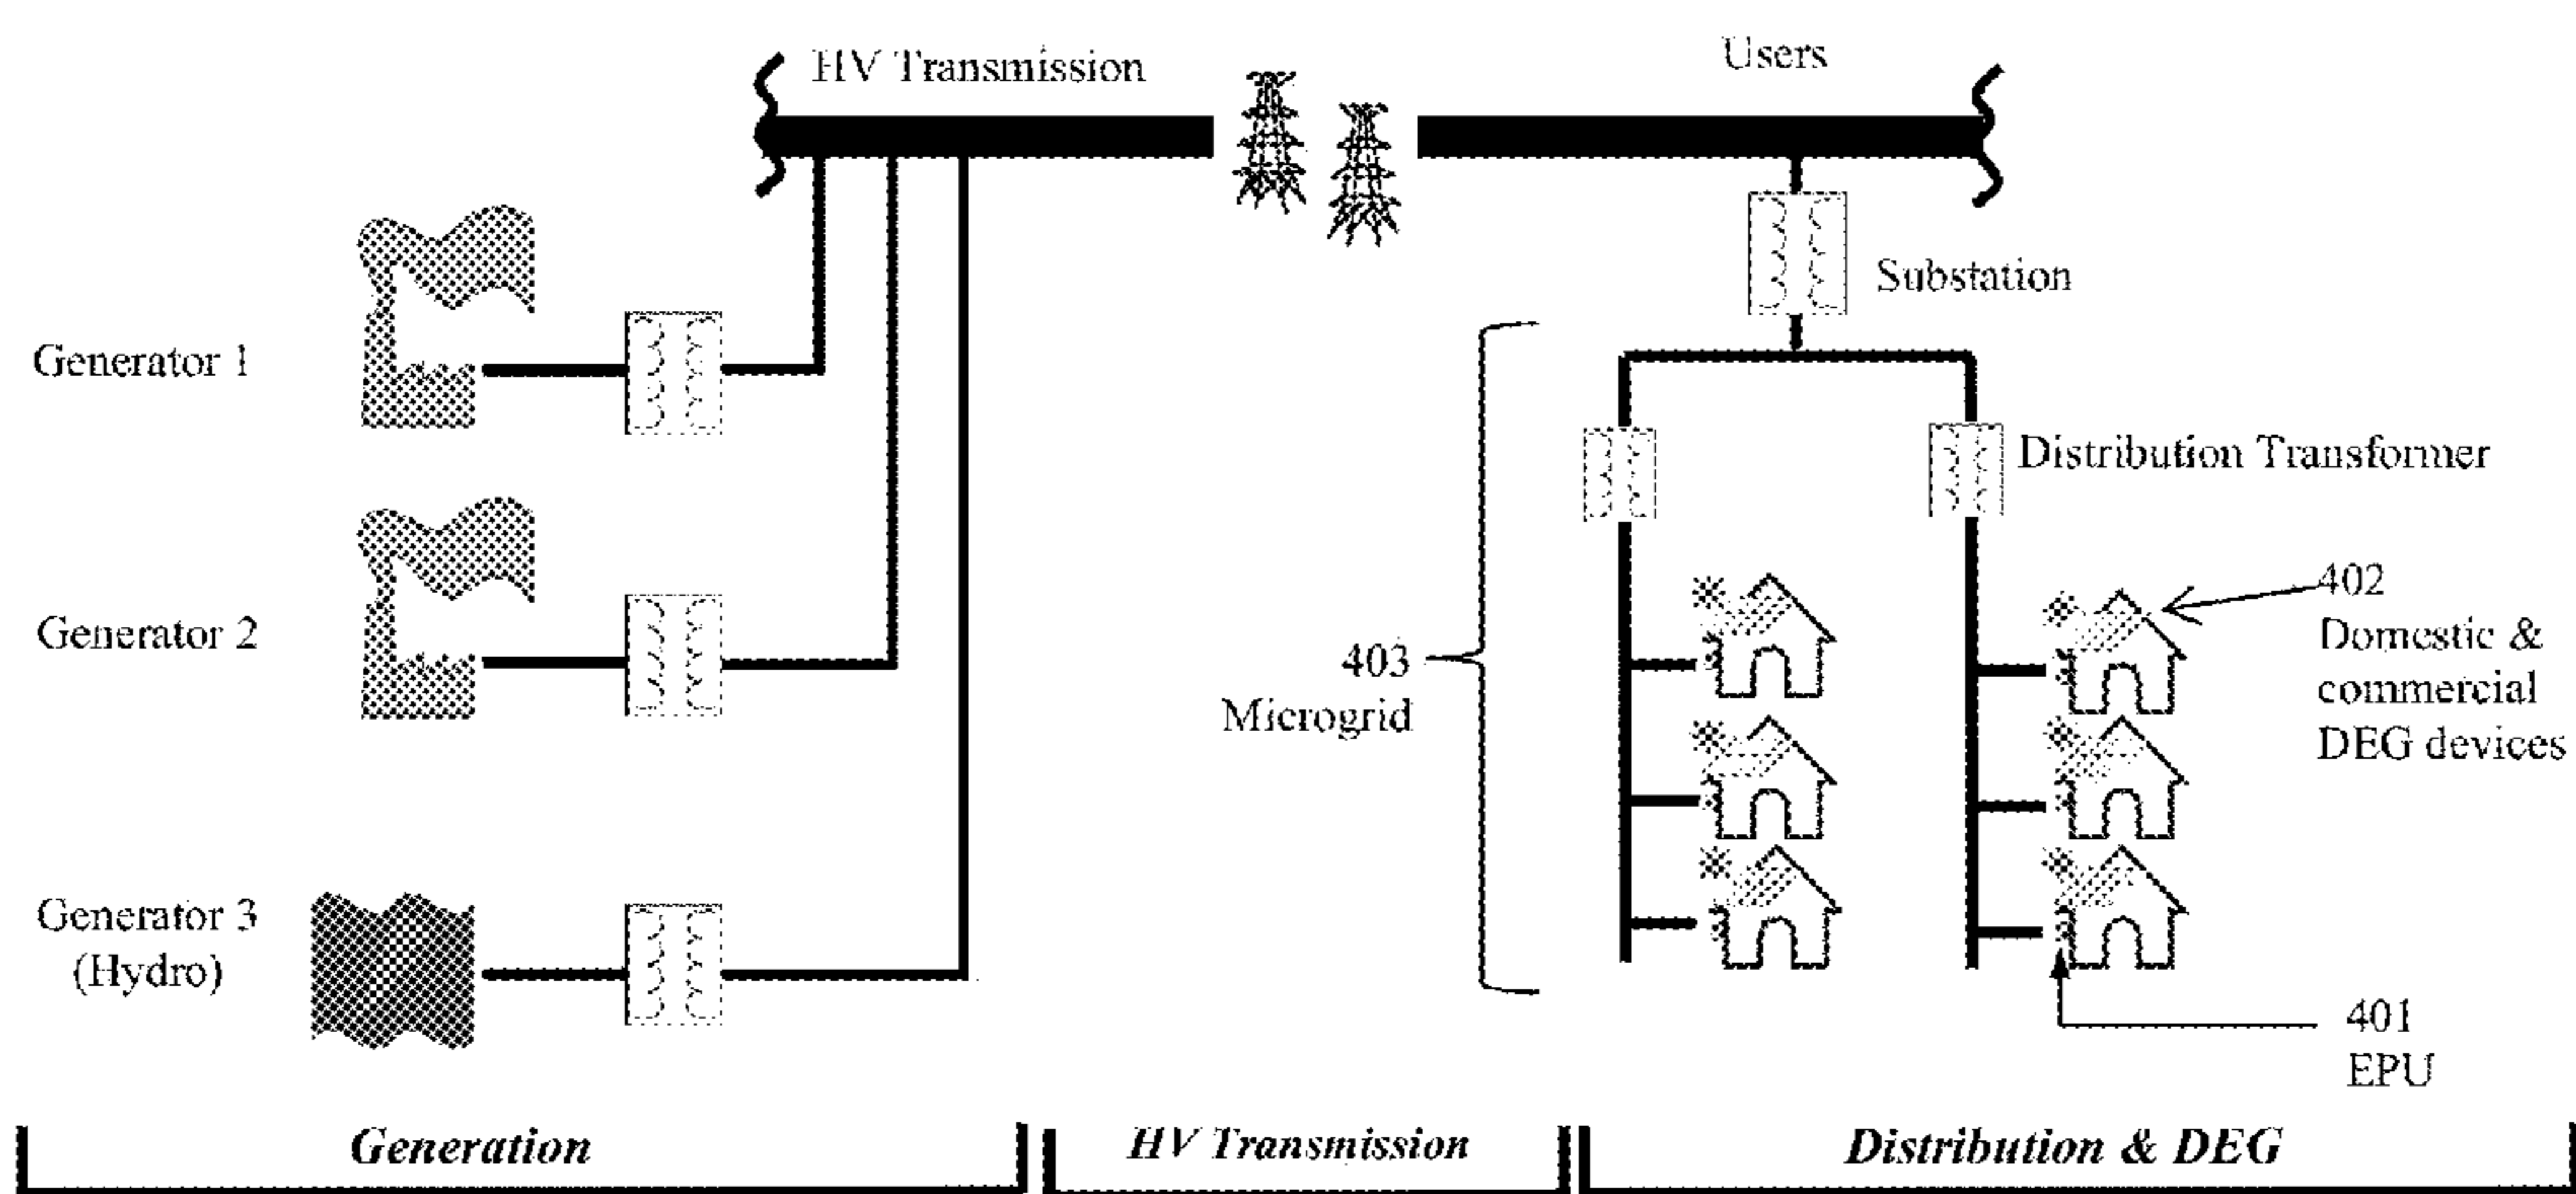 HV Transmission
Users
Substation
Generator 1
Distribution Transformer
402
Domestic &
commercial
DEG devices
Generator 2
403
Microgrid
Generator 3
(Hydro)
401
EPU
Generation
HV Transmission
Distribution & DEG